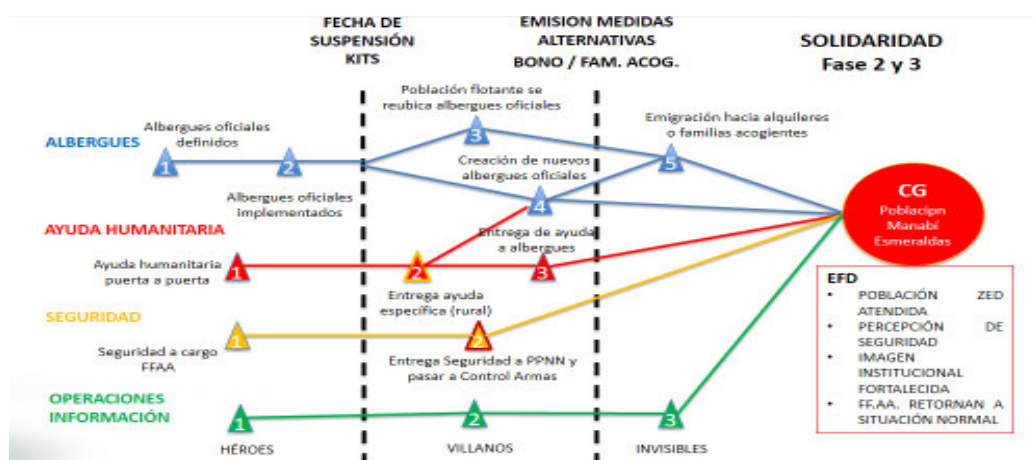 FECHA DE
SUSPENSIÓN
KITS
EMISION MEDIDAS
ALTERNATIVAS
BONO / FAM. ACOG.
SOLIDARIDAD
Fase 2 y 3
Población flotante se
reubica albergues oficiales
Albergues oficiales
definidos
Emigración hacia alquileres
o familias acogientes
ALBERGUES
1
2
3
5
Creación de nuevos
albergues oficiales
4
Albergues oficiales
implementados
CG
Poblacipn
Manabí
Esmeraldas
AYUDA HUMANITARIA
Entrega de ayuda
a albergues
Ayuda humanitaria
puerta a puerta
1
2
3
Entrega ayuda
específica (rural)
SEGURIDAD
1
2
Seguridad a cargo
FFAA
Entrega Seguridad a PPNN y
pasar a Control Armas
OPERACIONES
INFORMACIÓN
1
2
3
HÉROES
VILLANOS
INVISIBLES
EFD
• POBLACIÓN ZED
ATENDIDA
• PERCEPCIÓN DE
SEGURIDAD
• IMAGEN
INSTITUCIONAL
FORTALECIDA
• FF.AA. RETORNAN A
SITUACIÓN NORMAL